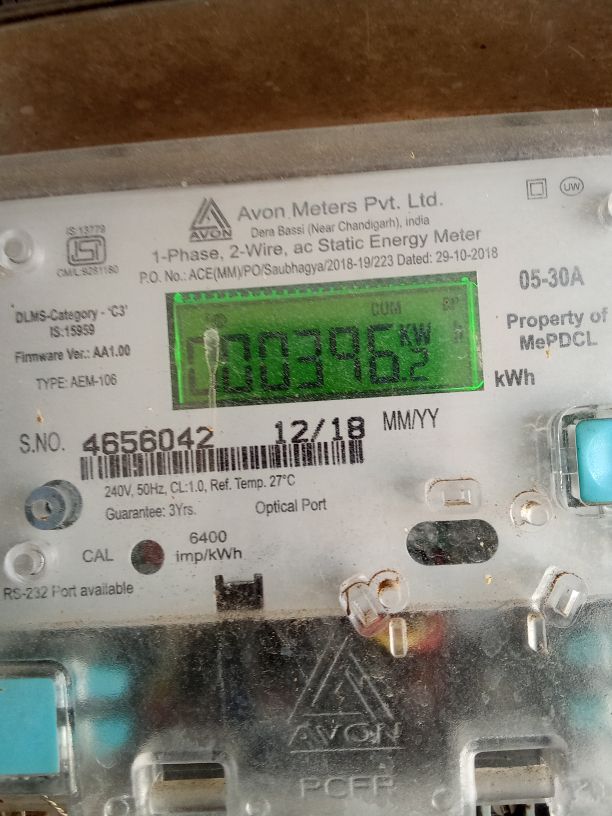 Avon Meters Pvt. Ltd.
AVON
Dera Bassi (Near Chandigarh), india
1-Phase, 2-Wire, ac Static Energy Meter
P.O. No.: ACE(MM)/PO/Saubhagya/2018-19/223 Dated: 29-10-2018
UW
IS:13779
ISI
DLMS-Category - 'C3'
IS:15959
Firmware Ver.: AA1.00
TYPE: AEM-106
CUM
000396.2 KW
05-30A
Property of
MePDCL
kWh
S.NO. 4656042 12/18 MM/YY
240V, 50Hz, CL:1.0, Ref. Temp. 27°C
Guarantee: 3Yrs. Optical Port
CAL
6400
imp/kWh
RS-232 Port available
AVON